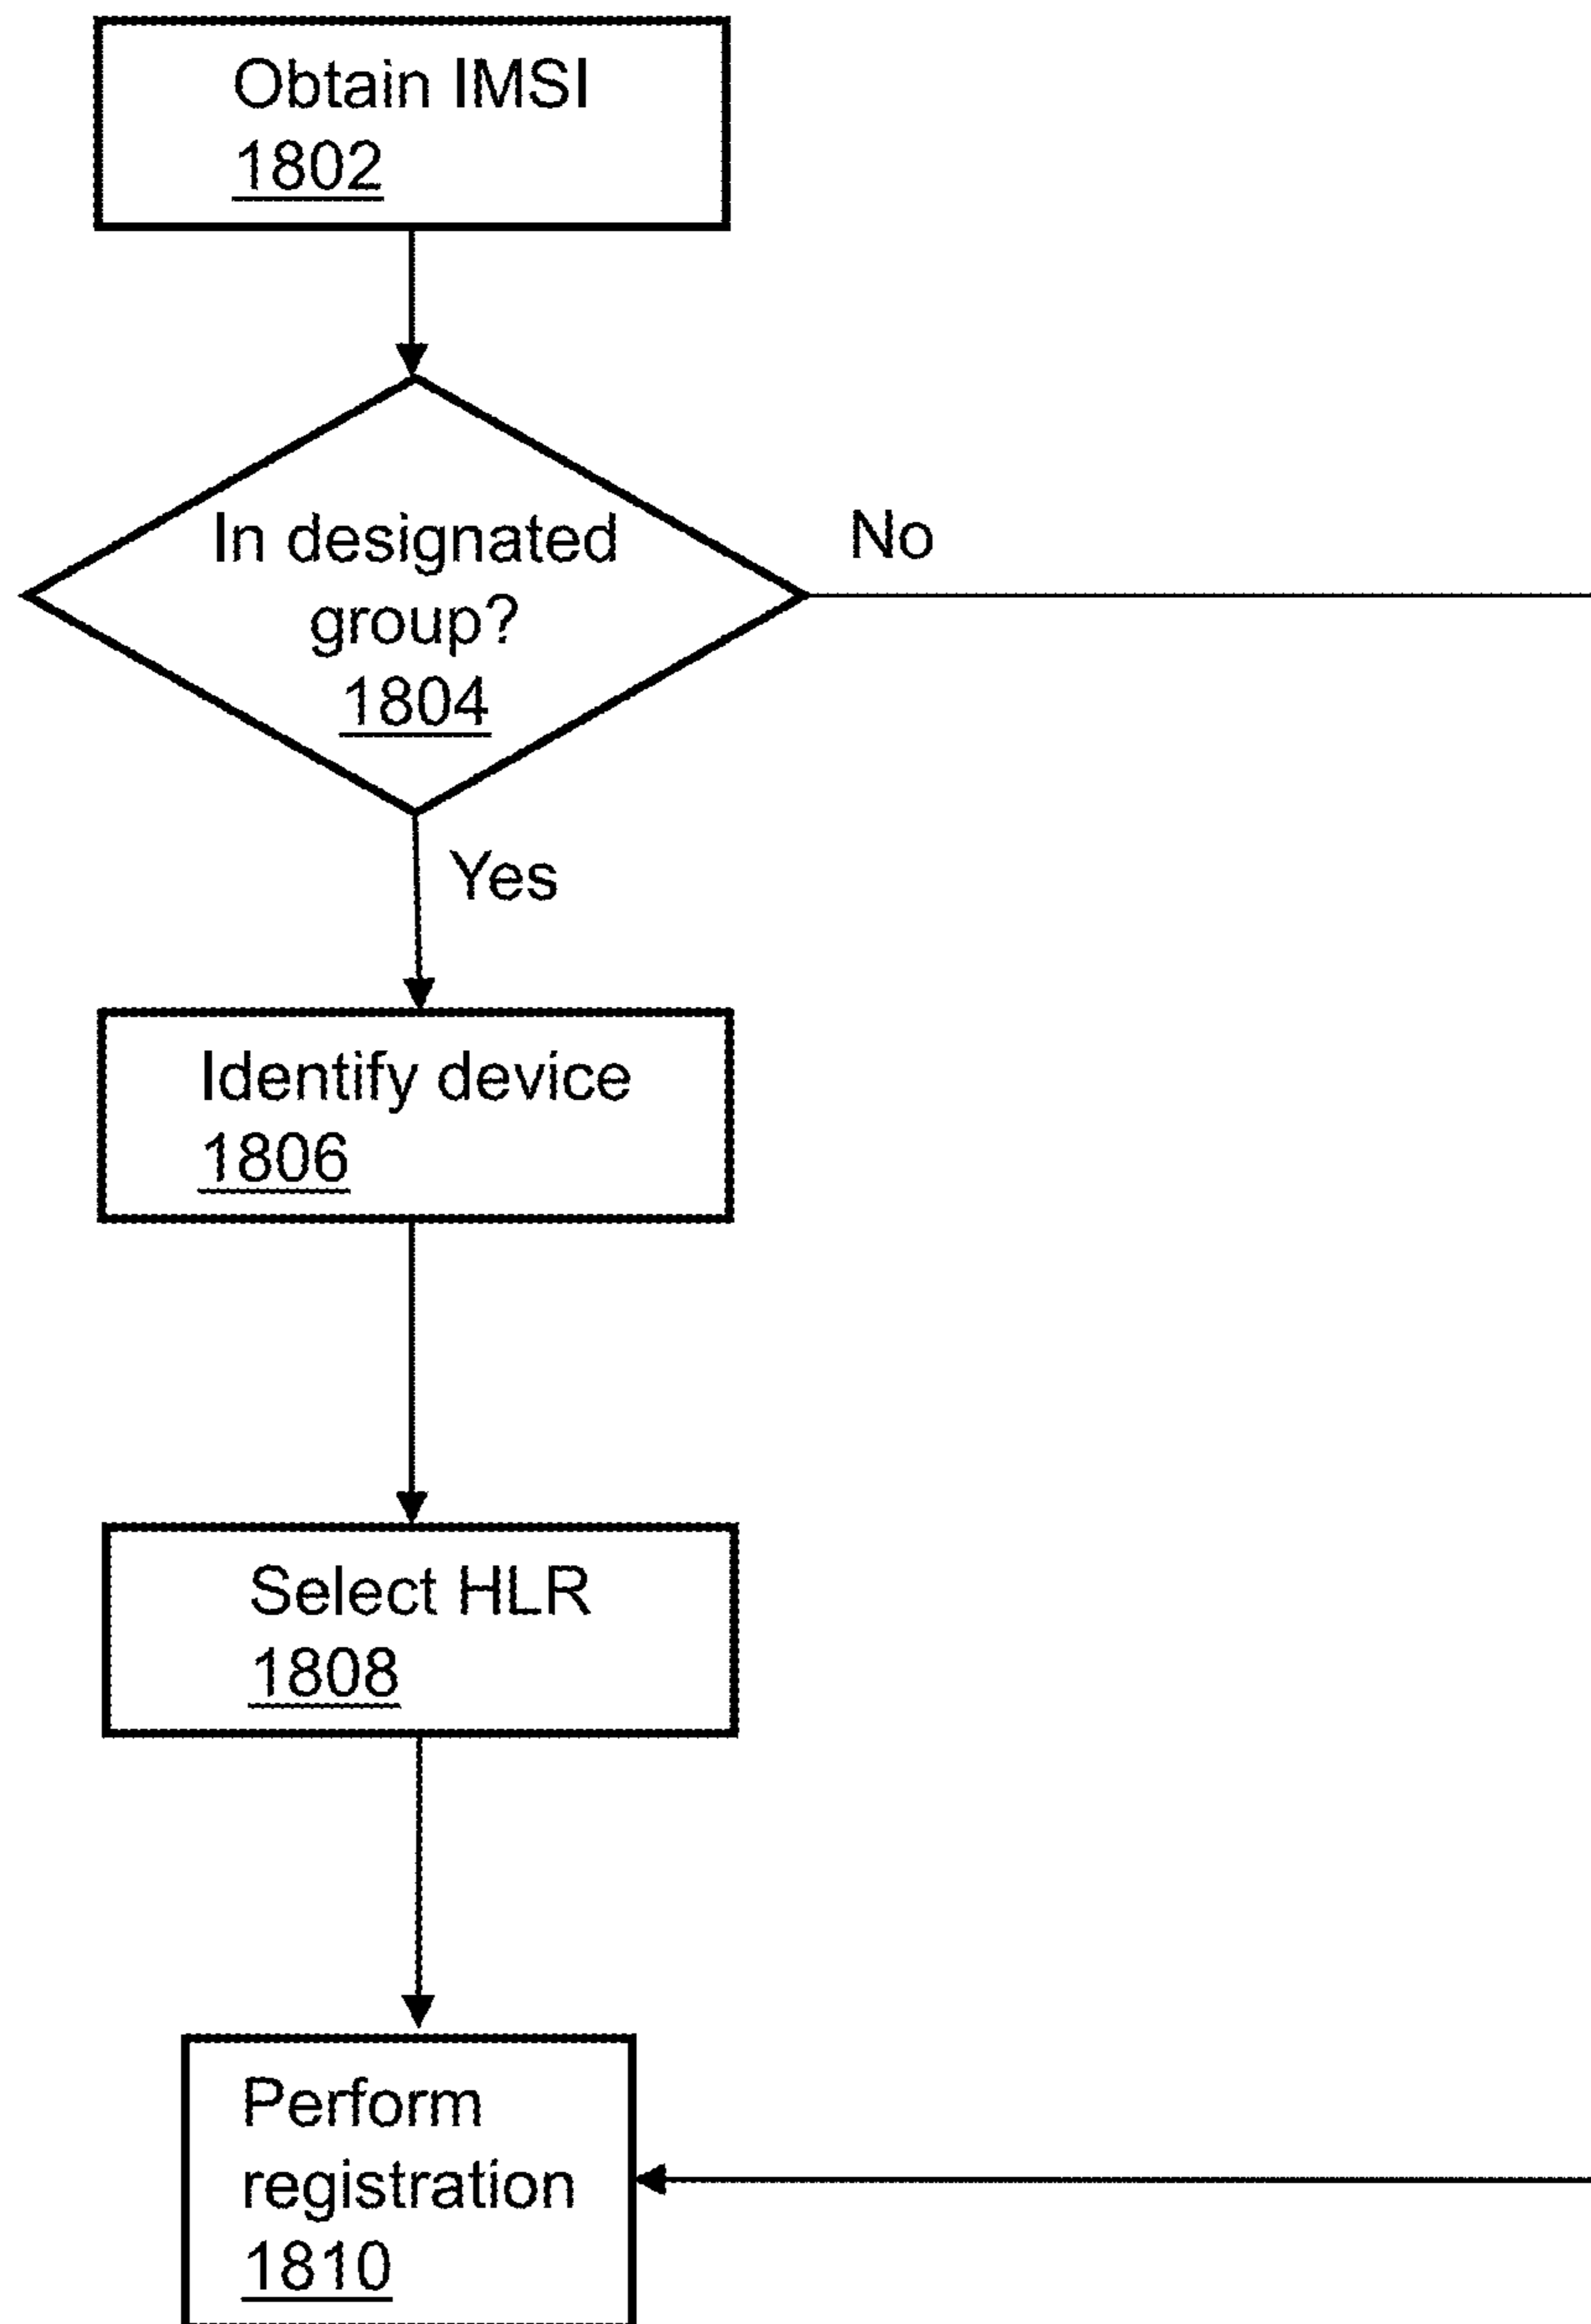 Obtain IMSI
1802
In designated
group?
1804
No
Yes
Identify device
1806
Select HLR
1808
Perform
registration
1810